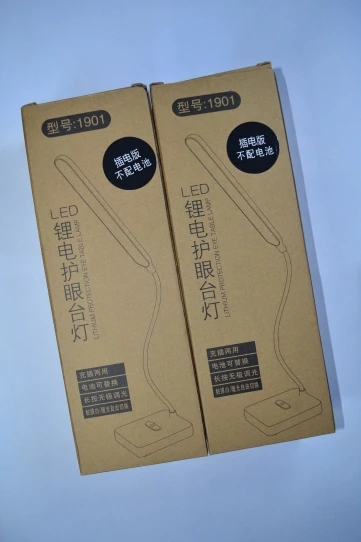 型号:1901
插电版
不配电池
LED
锂电护眼台灯
LITHIUM PROTECTION EYE TABLE LAMP
充插两用
电池可替换
长按无极调光
型号:1901
插电版
不配电池
LED
锂电护眼台灯
LITHIUM PROTECTION EYE TABLE LAMP
充插两用
电池可替换
长按无极调光